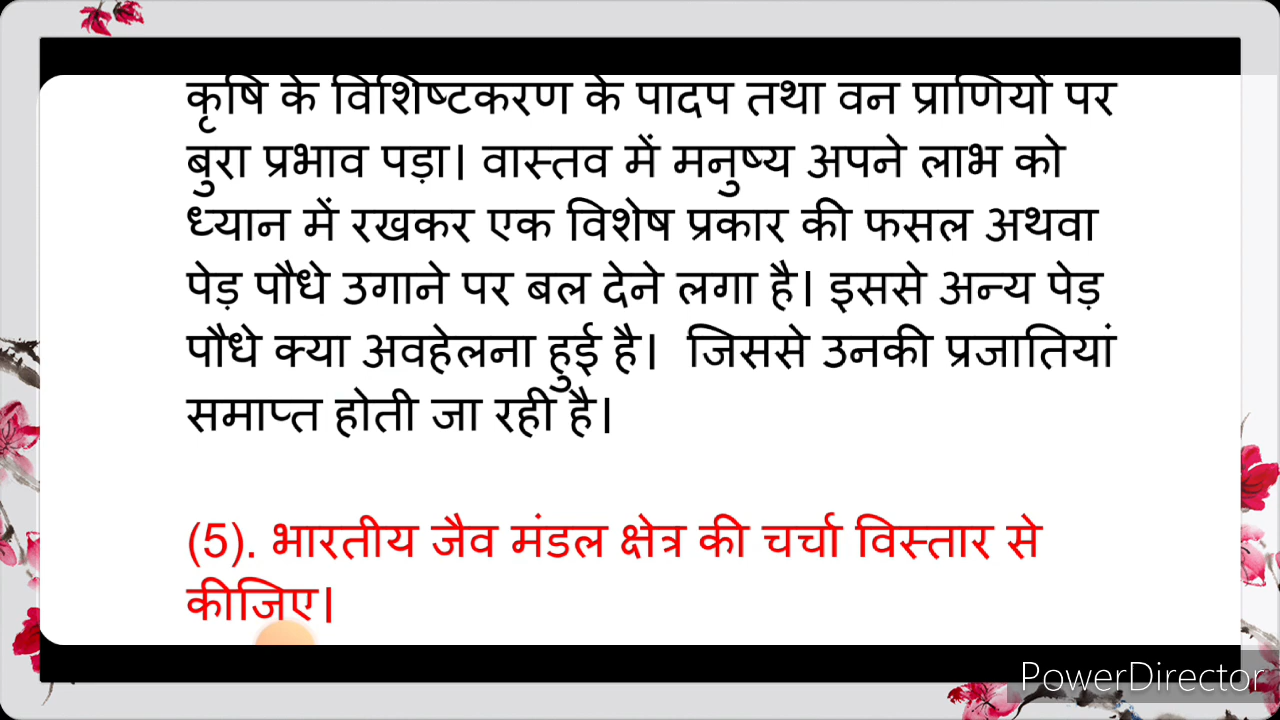 कृषि के विशिष्टकरण के पादप तथा वन प्राणियों पर
बुरा प्रभाव पड़ा। वास्तव में मनुष्य अपने लाभ को
ध्यान में रखकर एक विशेष प्रकार की फसल अथवा
पेड़ पौधे उगाने पर बल देने लगा है। इससे अन्य पेड़
पौधे क्या अवहेलना हुई है।  जिससे उनकी प्रजातियां
समाप्त होती जा रही है।
(5). भारतीय जैव मंडल क्षेत्र की चर्चा विस्तार से
कीजिए।
PowerDirector